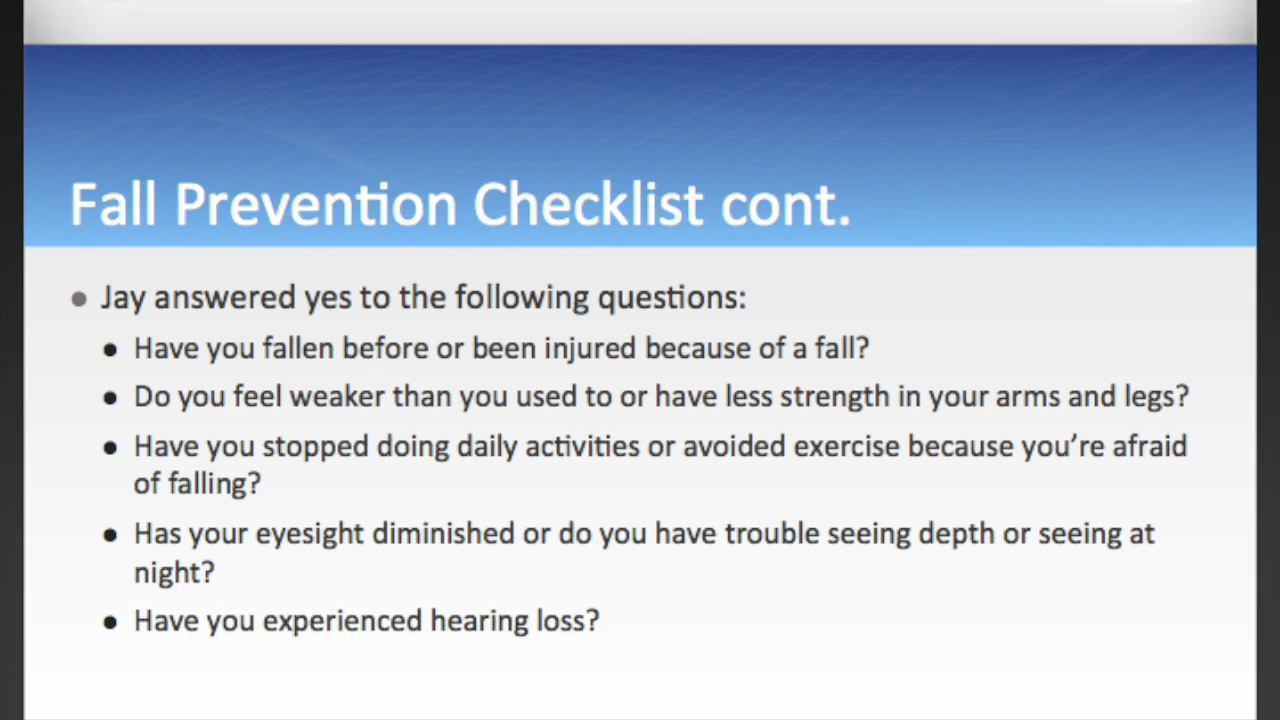 Fall Prevention Checklist cont.
Jay answered yes to the following questions:
Have you fallen before or been injured because of a fall?
Do you feel weaker than you used to or have less strength in your arms and legs?
Have you stopped doing daily activities or avoided exercise because you’re afraid
of falling?
Has your eyesight diminished or do you have trouble seeing depth or seeing at
night?
Have you experienced hearing loss?